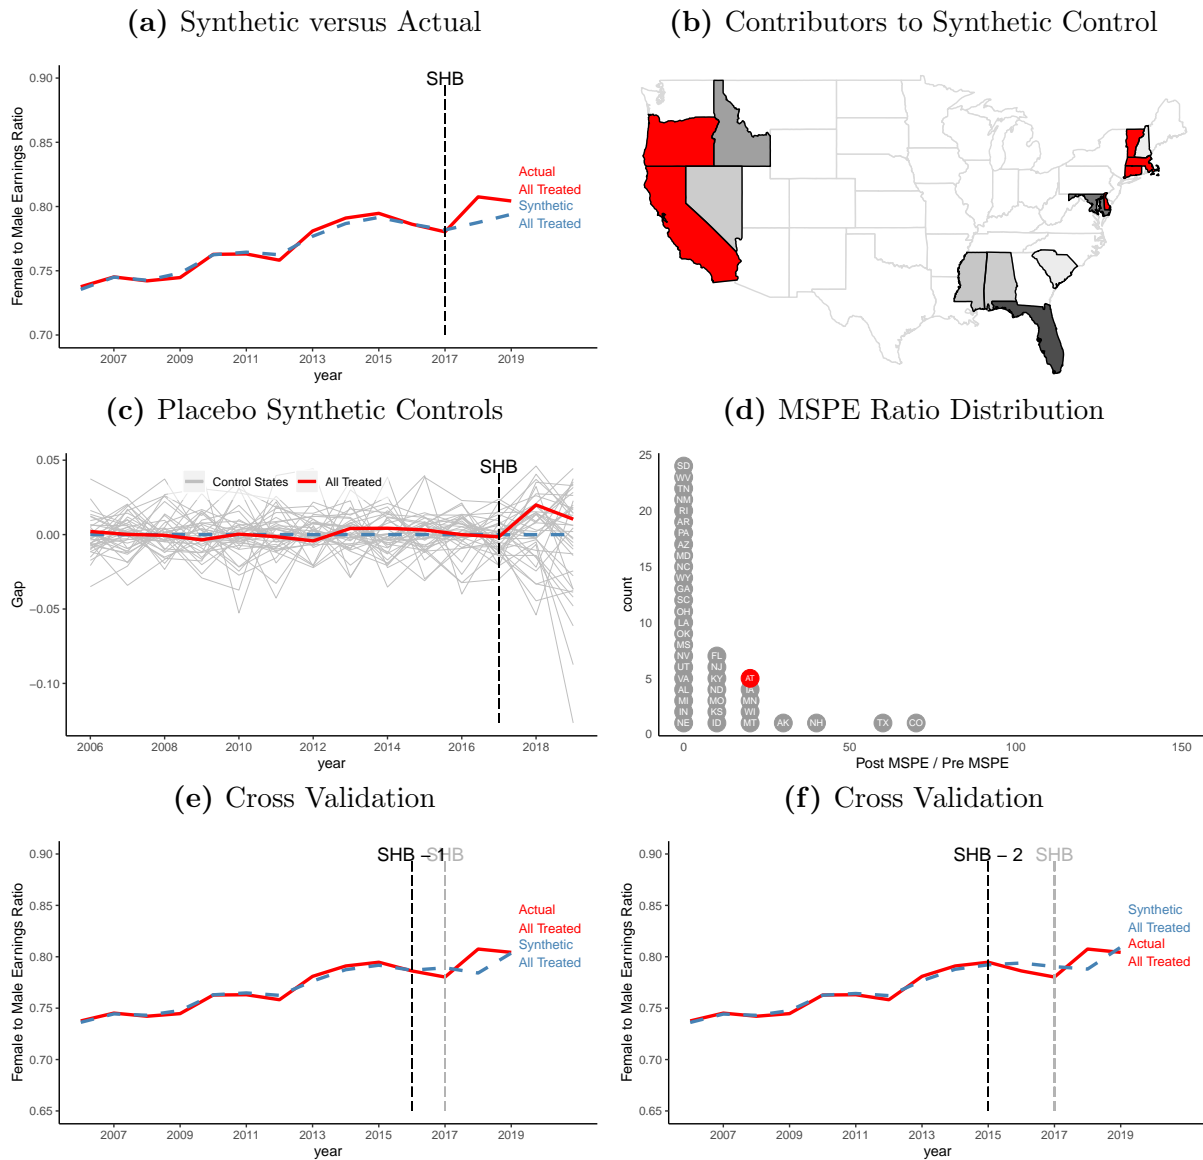 (a) Synthetic versus Actual
Female to Male Earnings Ratio
0.90
0.85
0.80
0.75
0.70
SHB
Actual
All Treated
Synthetic
All Treated
2007 2009 2011 2013 2015 2017 2019
year
(b) Contributors to Synthetic Control
(c) Placebo Synthetic Controls
Gap
0.05
0.00
−0.05
−0.10
Control States All Treated
SHB
2006 2008 2010 2012 2014 2016 2018
year
(d) MSPE Ratio Distribution
count
25
20
15
10
5
0
SD
WV
TN
NM
RI
AR
PA
AZ
MD
NC
WY
GA
SC
OH
LA
OK
MS
NV
UT
VA
AL
MI
IN
NE
FL
NJ
KY
ND
MO
KS
ID
AT
IA
MN
WI
MT
AK
NH
TX
CO
0 50 100 150
Post MSPE / Pre MSPE
(e) Cross Validation
Female to Male Earnings Ratio
0.90
0.85
0.80
0.75
0.70
0.65
SHB − 1
SHB
Actual
All Treated
Synthetic
All Treated
2007 2009 2011 2013 2015 2017 2019
year
(f) Cross Validation
Female to Male Earnings Ratio
0.90
0.85
0.80
0.75
0.70
0.65
SHB − 2
SHB
Synthetic
All Treated
Actual
All Treated
2007 2009 2011 2013 2015 2017 2019
year